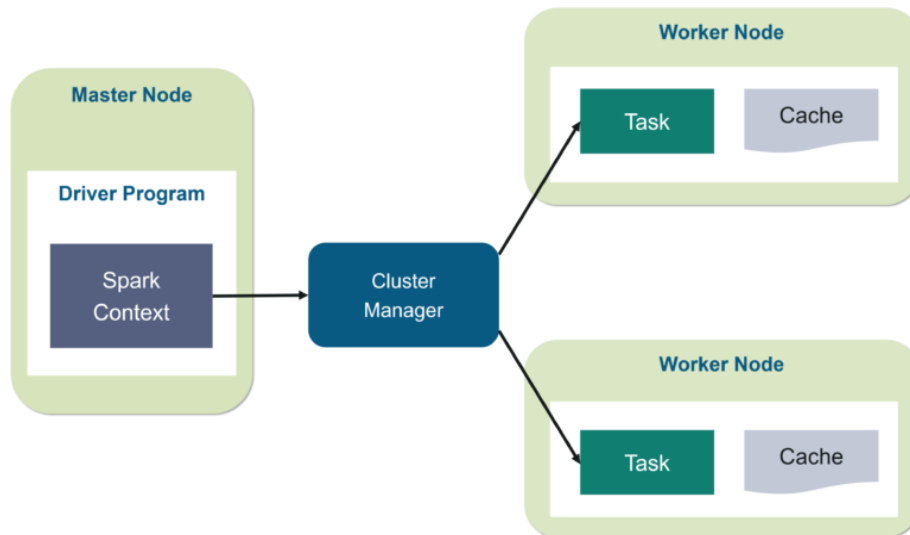 Master Node
Driver Program
Spark
Context
Cluster
Manager
Worker Node
Task
Cache
Worker Node
Task
Cache